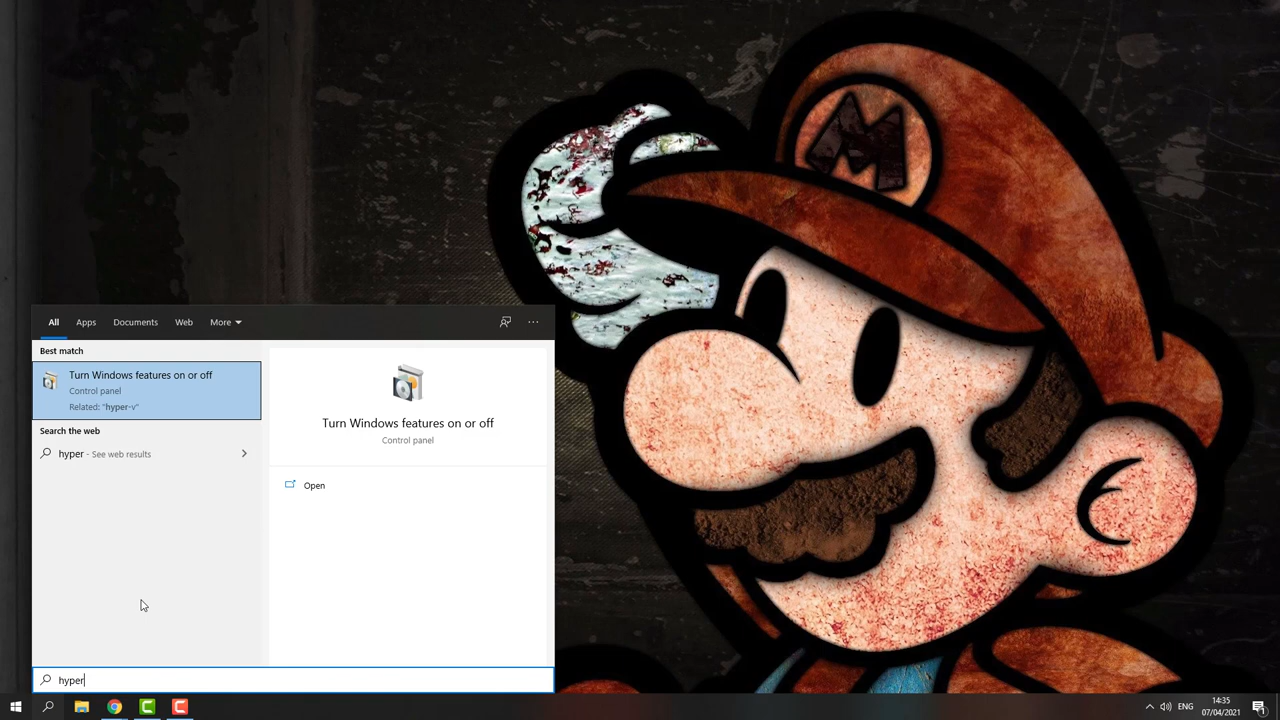 M
All Apps Documents Web More
Best match
Turn Windows features on or off
Control panel
Related: "hyper-v"
Search the web
hyper - See web results
Turn Windows features on or off
Control panel
Open
hyper
ENG
14:35
07/04/2021
1